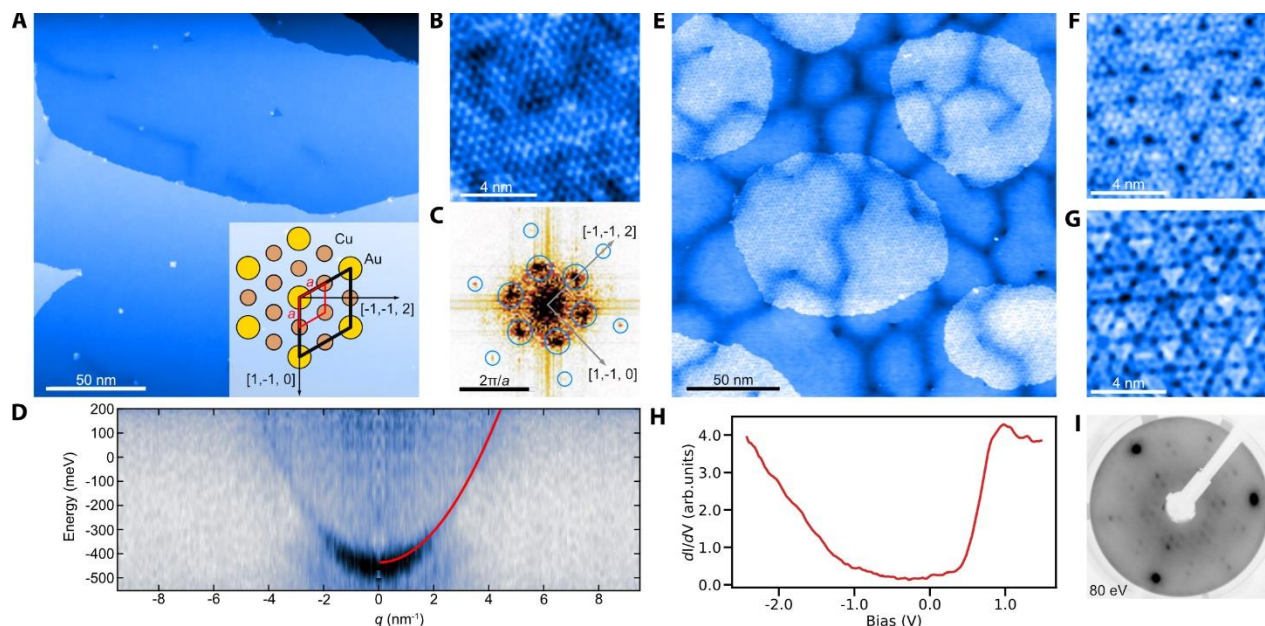 A
50 nm
Cu
Au
a
a
[-1,-1, 2]
[1,-1, 0]
B
4 nm
C
[-1,-1, 2]
[1,-1, 0]
2π/a
D
Energy (meV)
200
100
0
-100
-200
-300
-400
-500
-8
-6
-4
-2
0
2
4
6
8
q (nm⁻¹)
E
50 nm
F
4 nm
G
4 nm
H
dI/dV (arb.units)
4.0
3.0
2.0
1.0
0.0
-2.0
-1.0
0.0
1.0
Bias (V)
I
80 eV